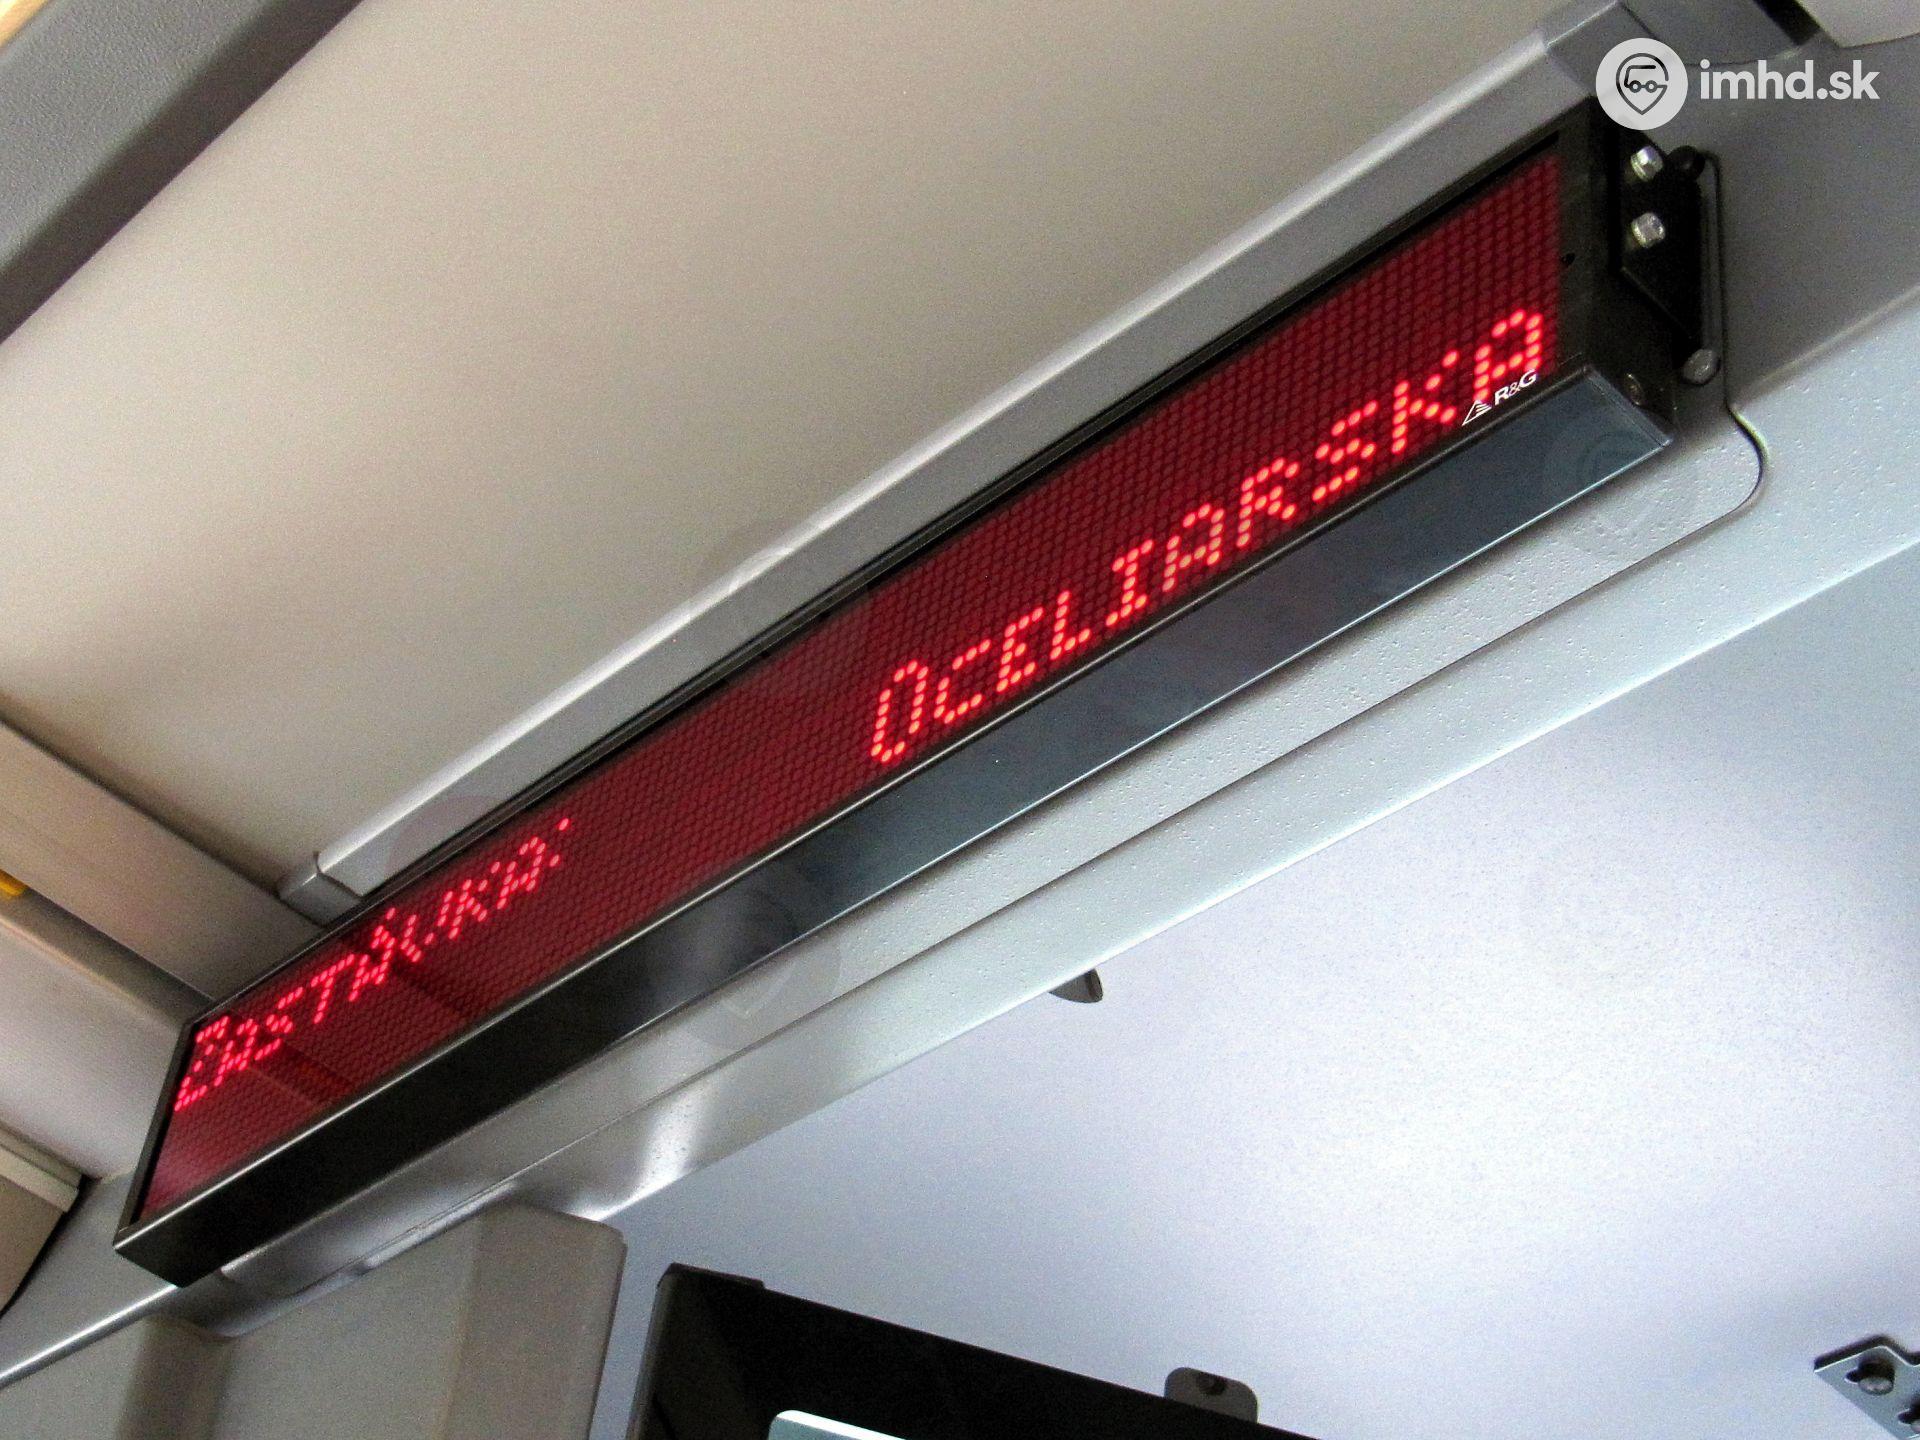 imhd.sk
ZASTÁVKA:
OCELIARSKA
R&G